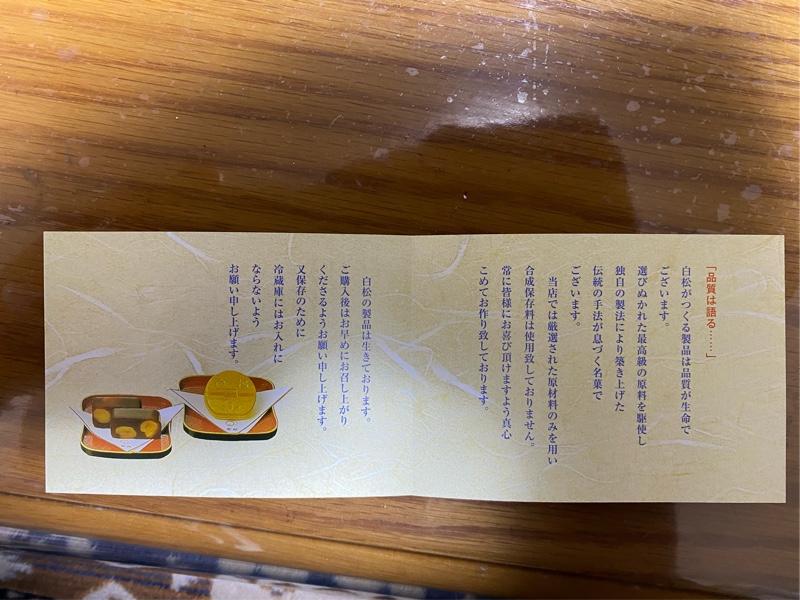 「品質は語る……」
白松がつくる製品は品質が生命で
ございます。
選びぬかれた最高級の原料を駆使し
独自の製法により築き上げた
伝統の手法が息づく名菓で
ございます。
当店では厳選された原材料のみを用い
合成保存料は使用致しておりません。
常に皆様にお喜び頂けますよう真心
こめてお作り致しております。
白松の製品は生きております。
ご購入後はお早めにお召し上がり
くださるようお願い申し上げます。
又保存のために
冷蔵庫にはお入れに
ならないよう
お願い申し上げます。